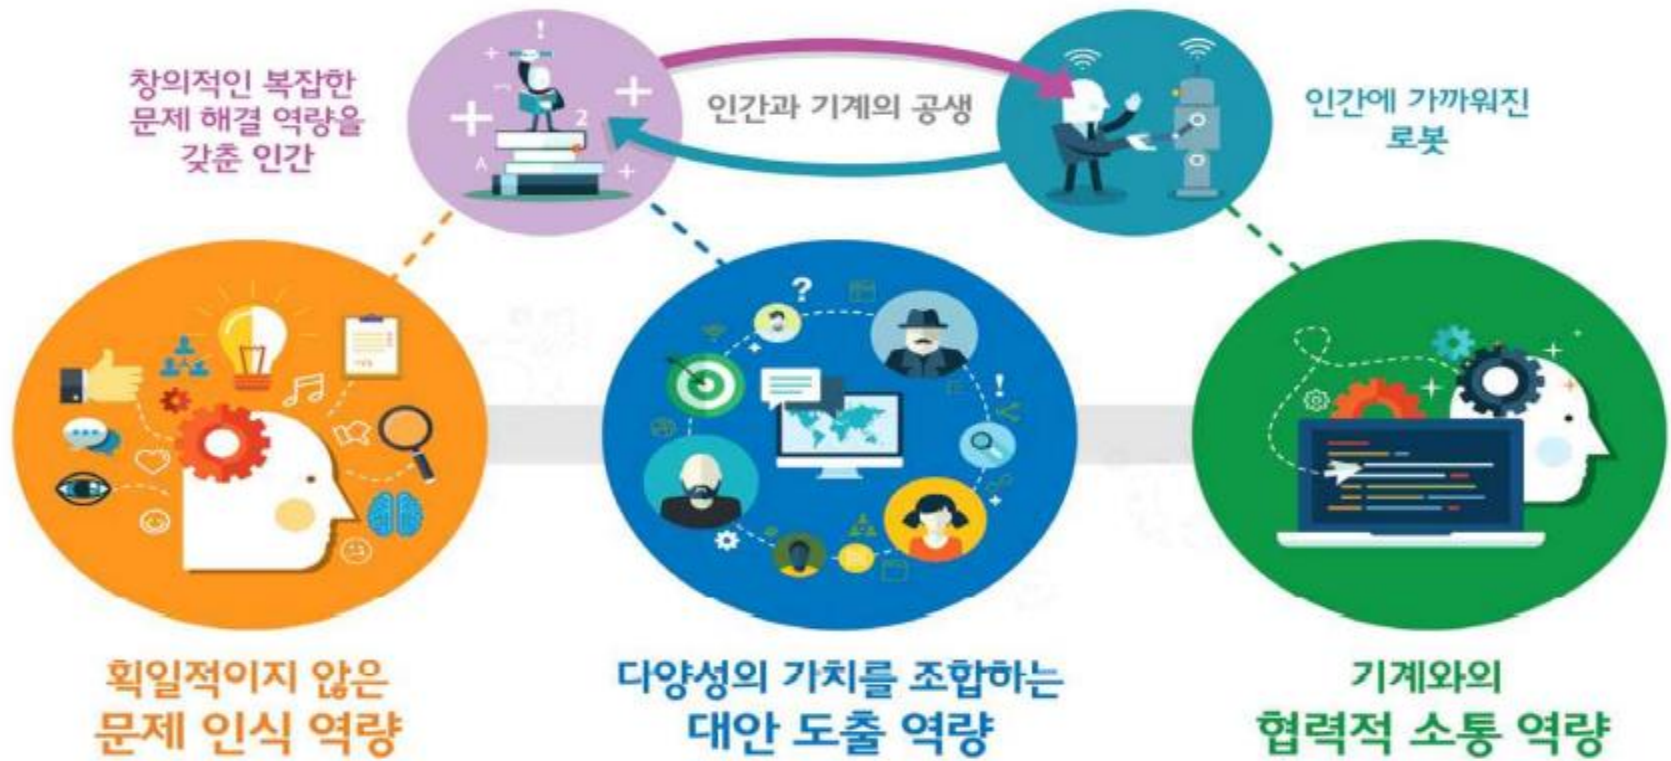 창의적인 복잡한
문제 해결 역량을
갖춘 인간
인간과 기계의 공생
인간에 가까워진
로봇
획일적이지 않은
문제 인식 역량
다양성의 가치를 조합하는
대안 도출 역량
기계와의
협력적 소통 역량